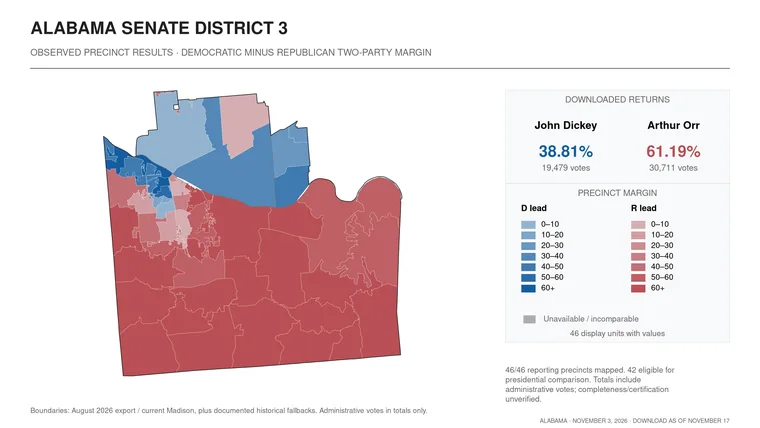 ALABAMA SENATE DISTRICT 3
OBSERVED PRECINCT RESULTS · DEMOCRATIC MINUS REPUBLICAN TWO-PARTY MARGIN
DOWNLOADED RETURNS
John Dickey Arthur Orr
38.81% 61.19%
19,479 votes 30,711 votes
PRECINCT MARGIN
D lead R lead
0–10 0–10
10–20 10–20
20–30 20–30
30–40 30–40
40–50 40–50
50–60 50–60
60+ 60+
Unavailable / incomparable
46 display units with values
46/46 reporting precincts mapped. 42 eligible for
presidential comparison. Totals include
administrative votes; completeness/certification
unverified.
Boundaries: August 2026 export / current Madison, plus documented historical fallbacks. Administrative votes in totals only.
ALABAMA · NOVEMBER 3, 2026 · DOWNLOAD AS OF NOVEMBER 17